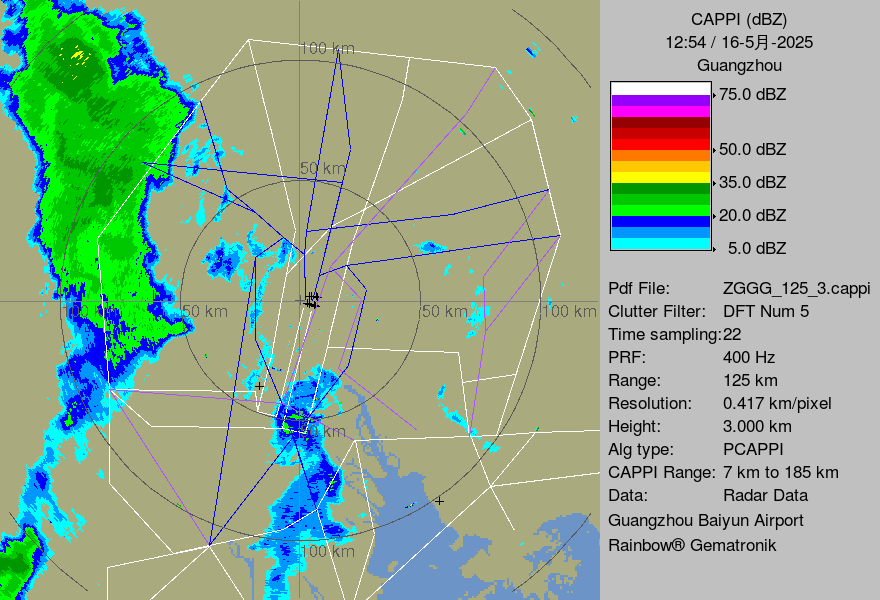 100 km
50 km
100 km
50 km
50 km
100 km
50 km
100 km
CAPPI (dBZ)
12:54 / 16-5月-2025
Guangzhou
75.0 dBZ
50.0 dBZ
35.0 dBZ
20.0 dBZ
5.0 dBZ
Pdf File: ZGGG_125_3.cappi
Clutter Filter: DFT Num 5
Time sampling:22
PRF: 400 Hz
Range: 125 km
Resolution: 0.417 km/pixel
Height: 3.000 km
Alg type: PCAPPI
CAPPI Range: 7 km to 185 km
Data: Radar Data
Guangzhou Baiyun Airport
Rainbow® Gematronik